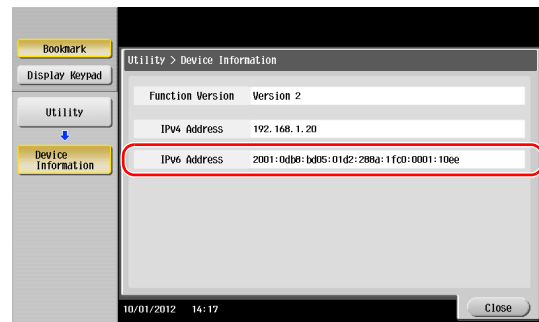 Bookmark
Display Keypad
Utility
Device
Information
Utility > Device Information
Function Version Version 2
IPv4 Address 192.168.1.20
IPv6 Address 2001:0db8:bd05:01d2:288a:1fc0:0001:10ee
10/01/2012 14:17
Close